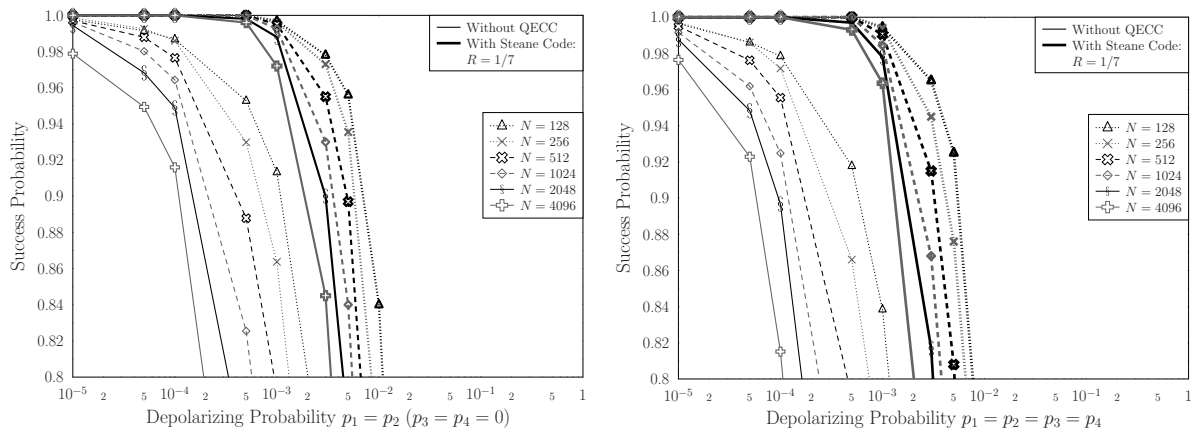 1.0
0.98
0.96
0.94
0.92
0.9
0.88
0.86
0.84
0.82
0.8
Success Probability
Without QECC
With Steane Code:
R = 1/7
N = 128
N = 256
N = 512
N = 1024
N = 2048
N = 4096
10⁻⁵ 2 5 10⁻⁴ 2 5 10⁻³ 2 5 10⁻² 2 5 10⁻¹ 2 5 1
Depolarizing Probability p₁ = p₂ (p₃ = p₄ = 0)
1.0
0.98
0.96
0.94
0.92
0.9
0.88
0.86
0.84
0.82
0.8
Success Probability
Without QECC
With Steane Code:
R = 1/7
N = 128
N = 256
N = 512
N = 1024
N = 2048
N = 4096
10⁻⁵ 2 5 10⁻⁴ 2 5 10⁻³ 2 5 10⁻² 2 5 10⁻¹ 2 5 1
Depolarizing Probability p₁ = p₂ = p₃ = p₄